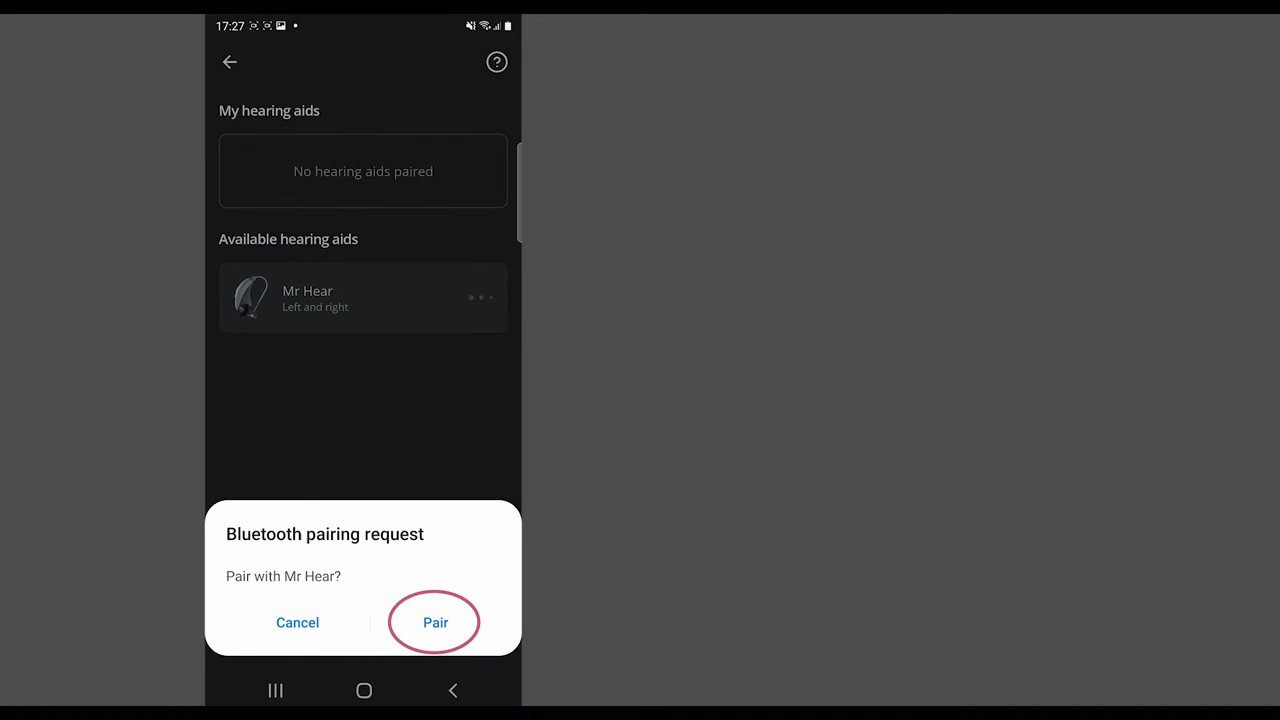 17:27
My hearing aids
No hearing aids paired
Available hearing aids
Mr Hear
Left and right
Bluetooth pairing request
Pair with Mr Hear?
Cancel
Pair